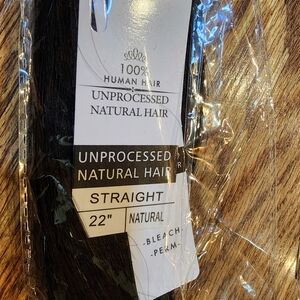 100%
HUMAN HAIR
UNPROCESSED
NATURAL HAIR
UNPROCESSED
NATURAL HAIR
STRAIGHT
22" NATURAL
-BLEACH
-PERM-